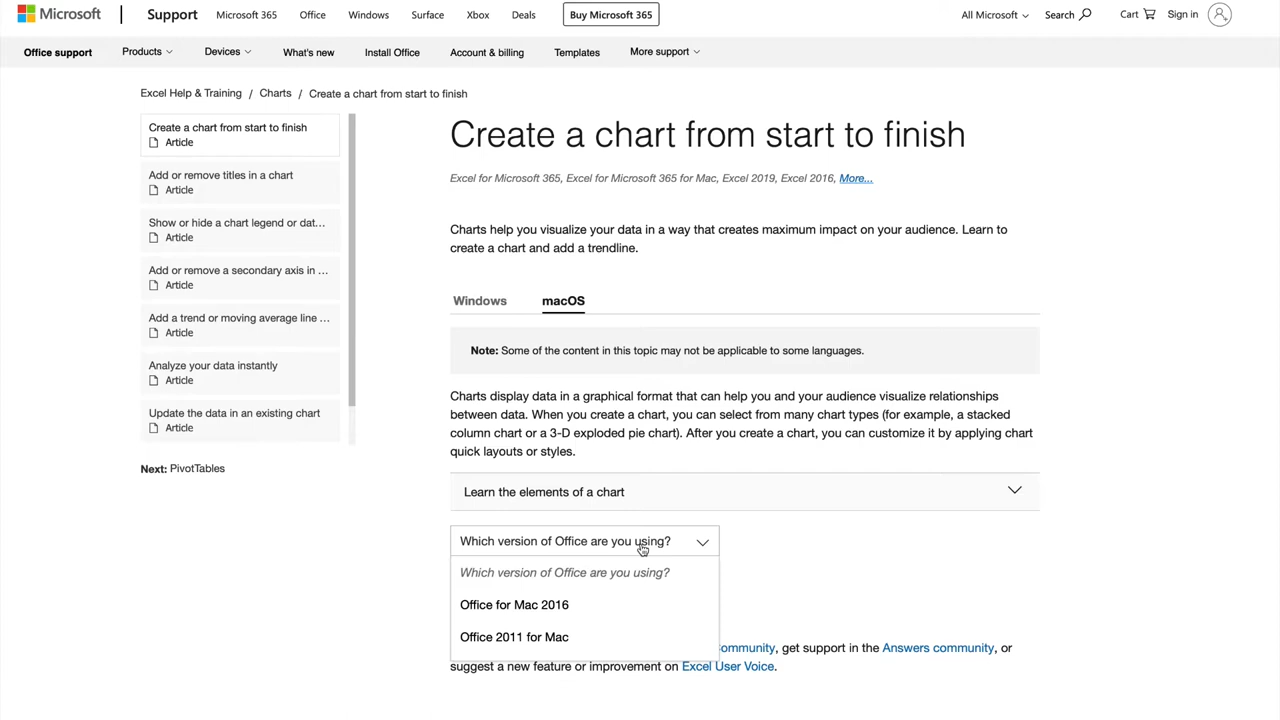 Microsoft
Support
Microsoft 365
Office
Windows
Surface
Xbox
Deals
Buy Microsoft 365
All Microsoft
Search
Cart
Sign in
Office support
Products
Devices
What's new
Install Office
Account & billing
Templates
More support
Excel Help & Training / Charts / Create a chart from start to finish
Create a chart from start to finish
Article
Add or remove titles in a chart
Article
Show or hide a chart legend or dat...
Article
Add or remove a secondary axis in ...
Article
Add a trend or moving average line ...
Article
Analyze your data instantly
Article
Update the data in an existing chart
Article
Next: PivotTables
Create a chart from start to finish
Excel for Microsoft 365, Excel for Microsoft 365 for Mac, Excel 2019, Excel 2016, More...
Charts help you visualize your data in a way that creates maximum impact on your audience. Learn to
create a chart and add a trendline.
Windows
macOS
Note: Some of the content in this topic may not be applicable to some languages.
Charts display data in a graphical format that can help you and your audience visualize relationships
between data. When you create a chart, you can select from many chart types (for example, a stacked
column chart or a 3-D exploded pie chart). After you create a chart, you can customize it by applying chart
quick layouts or styles.
Learn the elements of a chart
Which version of Office are you using?
Which version of Office are you using?
Office for Mac 2016
Office 2011 for Mac
, get support in the Answers community, or
suggest a new feature or improvement on Excel User Voice.